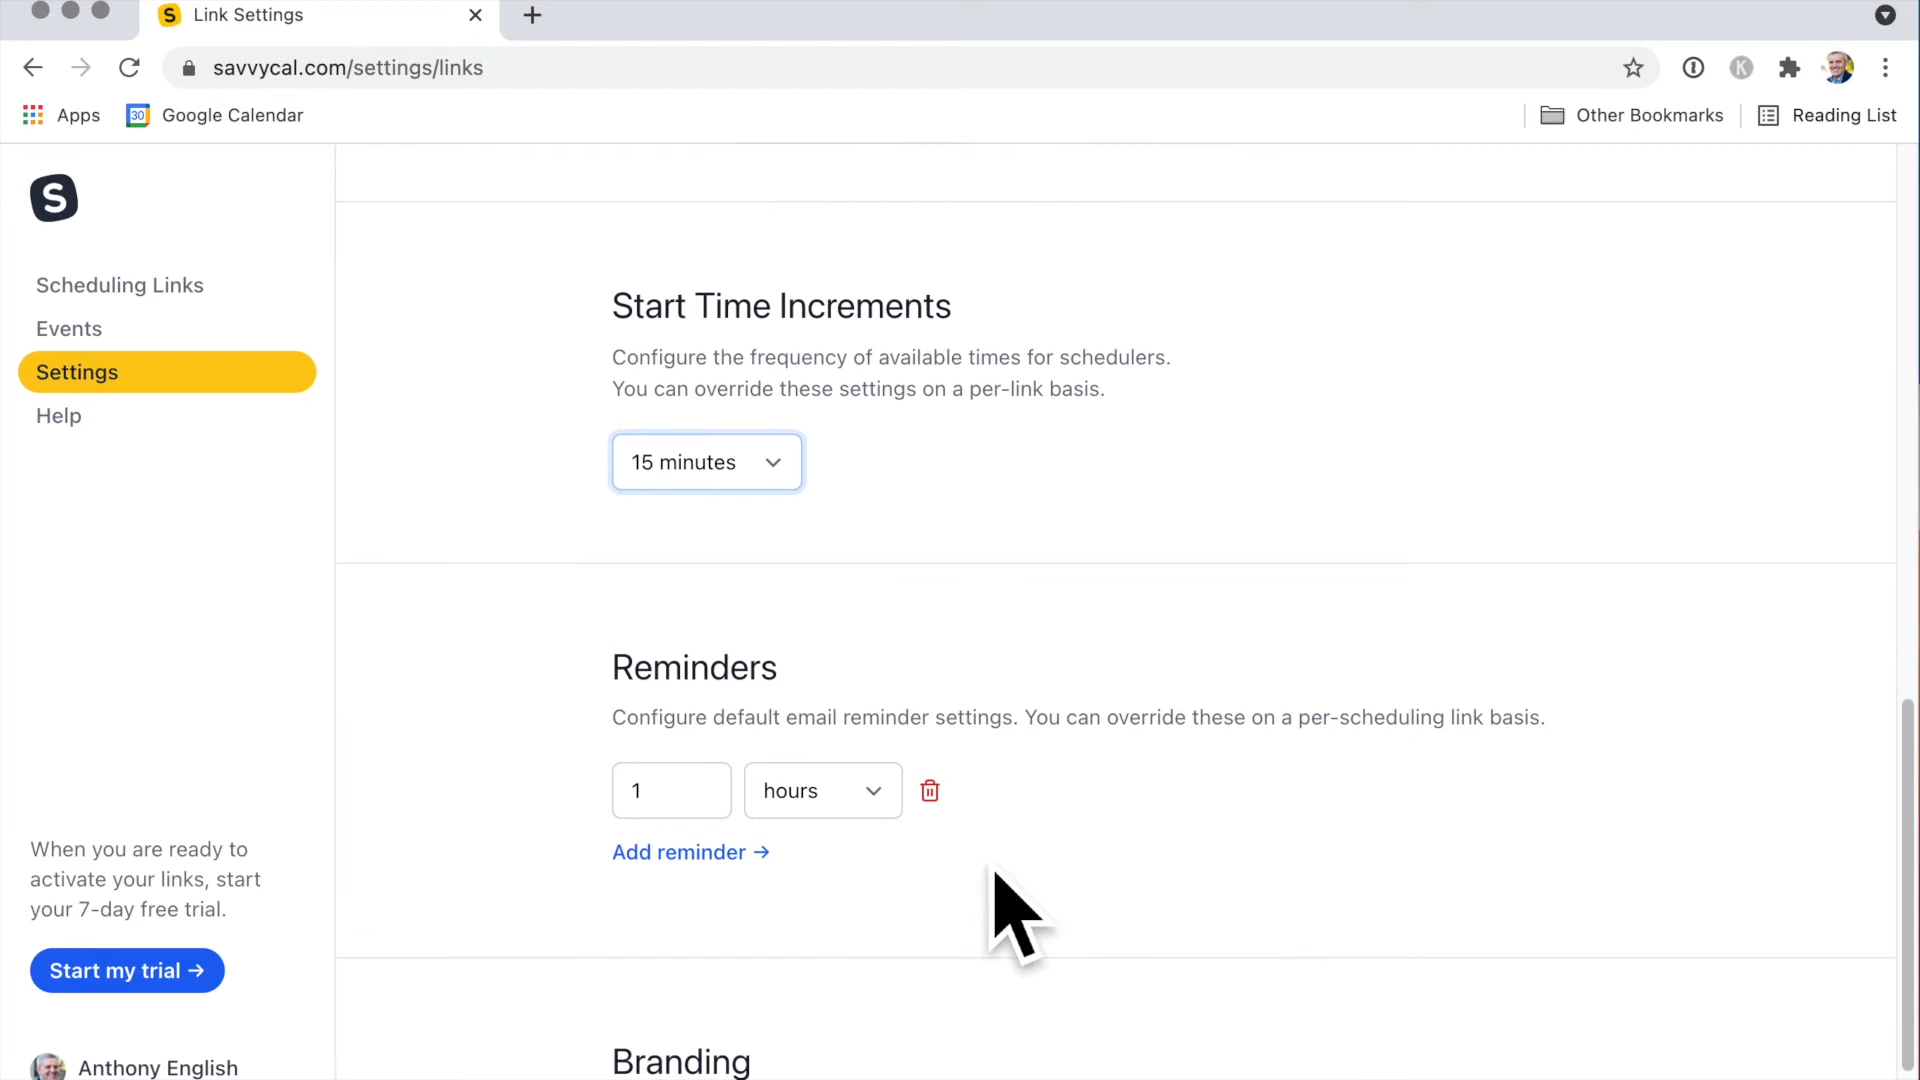 S Link Settings
savvycal.com/settings/links
K
Apps
30 Google Calendar
Other Bookmarks
Reading List
S
Scheduling Links
Events
Settings
Help
When you are ready to
activate your links, start
your 7-day free trial.
Start my trial →
Anthony English
Start Time Increments
Configure the frequency of available times for schedulers.
You can override these settings on a per-link basis.
15 minutes
Reminders
Configure default email reminder settings. You can override these on a per-scheduling link basis.
1 hours
Add reminder →
Branding